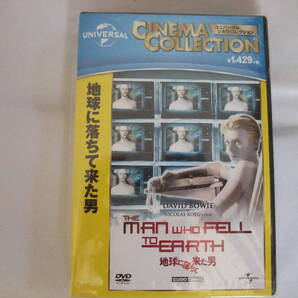 UNIVERSAL
CINEMA
COLLECTION
ユニバーサル
シネマ・コレクション
¥1,429
地球に落ちて来た男
DAVID BOWIE
THE
MAN WHO FELL
TO EARTH
地球に落ちて来た男
DVD
UNIVERSAL